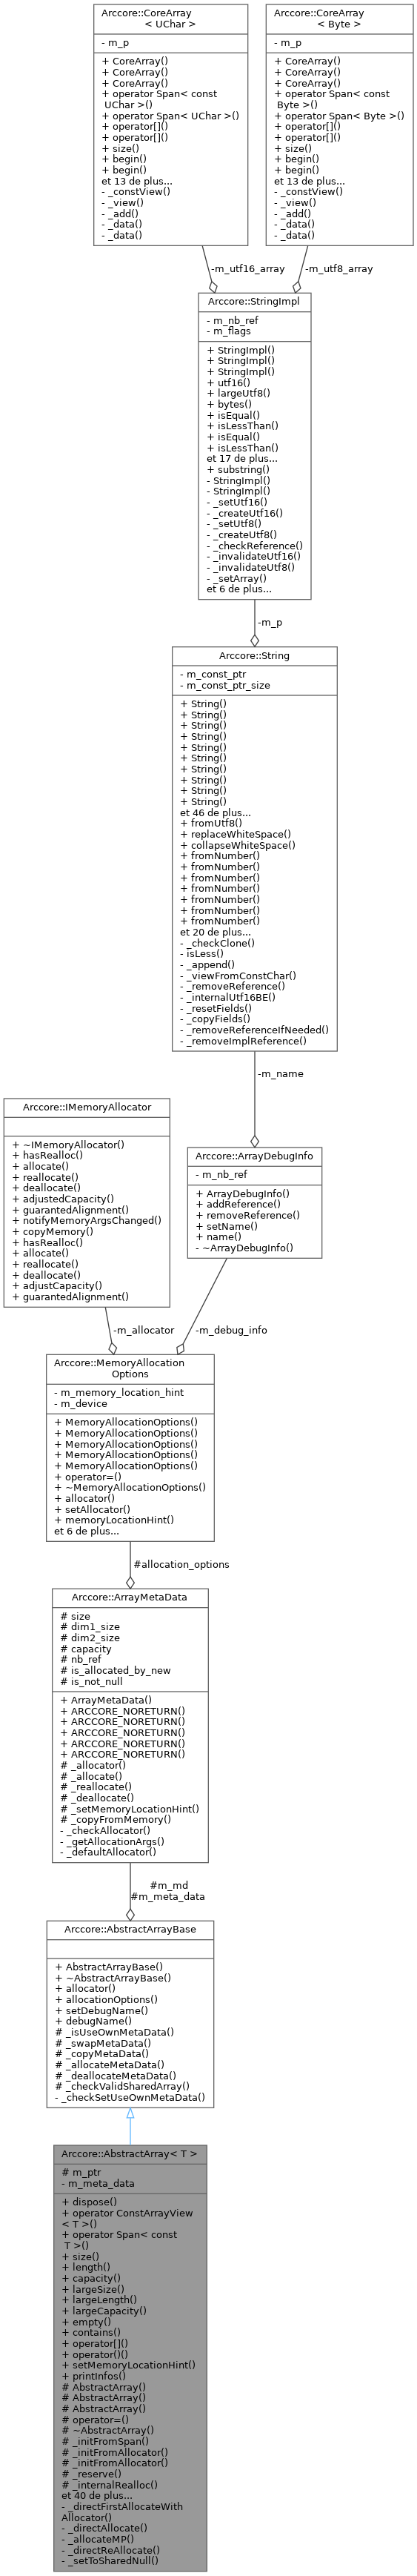 Arccore::CoreArray
< UChar >
- m_p
+ CoreArray()
+ CoreArray()
+ CoreArray()
+ operator Span< const
UChar >()
+ operator Span< UChar >()
+ operator[]()
+ operator[]()
+ size()
+ begin()
+ begin()
et 13 de plus...
- _constView()
- _view()
- _add()
- _data()
- _data()
Arccore::CoreArray
< Byte >
- m_p
+ CoreArray()
+ CoreArray()
+ CoreArray()
+ operator Span< const
Byte >()
+ operator Span< Byte >()
+ operator[]()
+ operator[]()
+ size()
+ begin()
+ begin()
et 13 de plus...
- _constView()
- _view()
- _add()
- _data()
- _data()
-m_utf16_array
-m_utf8_array
Arccore::StringImpl
- m_nb_ref
- m_flags
+ StringImpl()
+ StringImpl()
+ StringImpl()
+ utf16()
+ largeUtf8()
+ bytes()
+ isEqual()
+ isLessThan()
+ isEqual()
+ isLessThan()
et 17 de plus...
+ substring()
- StringImpl()
- StringImpl()
- _setUtf16()
- _createUtf16()
- _setUtf8()
- _createUtf8()
- _checkReference()
- _invalidateUtf16()
- _invalidateUtf8()
- _setArray()
et 6 de plus...
-m_p
Arccore::String
- m_const_ptr
- m_const_ptr_size
+ String()
+ String()
+ String()
+ String()
+ String()
+ String()
+ String()
+ String()
+ String()
+ String()
et 46 de plus...
+ fromUtf8()
+ replaceWhiteSpace()
+ collapseWhiteSpace()
+ fromNumber()
+ fromNumber()
+ fromNumber()
+ fromNumber()
+ fromNumber()
+ fromNumber()
+ fromNumber()
et 20 de plus...
- _checkClone()
- isLess()
- _append()
- _viewFromConstChar()
- _removeReference()
- _internalUtf16BE()
- _resetFields()
- _copyFields()
- _removeReferenceIfNeeded()
- _removeImplReference()
-m_name
Arccore::IMemoryAllocator
+ ~IMemoryAllocator()
+ hasRealloc()
+ allocate()
+ reallocate()
+ deallocate()
+ adjustedCapacity()
+ guarantedAlignment()
+ notifyMemoryArgsChanged()
+ copyMemory()
+ hasRealloc()
+ allocate()
+ reallocate()
+ deallocate()
+ adjustCapacity()
+ guarantedAlignment()
Arccore::ArrayDebugInfo
- m_nb_ref
+ ArrayDebugInfo()
+ addReference()
+ removeReference()
+ setName()
+ name()
- ~ArrayDebugInfo()
-m_allocator
-m_debug_info
Arccore::MemoryAllocation
Options
- m_memory_location_hint
- m_device
+ MemoryAllocationOptions()
+ MemoryAllocationOptions()
+ MemoryAllocationOptions()
+ MemoryAllocationOptions()
+ MemoryAllocationOptions()
+ operator=()
+ ~MemoryAllocationOptions()
+ allocator()
+ setAllocator()
+ memoryLocationHint()
et 6 de plus...
#allocation_options
Arccore::ArrayMetaData
# size
# dim1_size
# dim2_size
# capacity
# nb_ref
# is_allocated_by_new
# is_not_null
+ ArrayMetaData()
+ ARCCORE_NORETURN()
+ ARCCORE_NORETURN()
+ ARCCORE_NORETURN()
+ ARCCORE_NORETURN()
+ ARCCORE_NORETURN()
# _allocator()
# _allocate()
# _reallocate()
# _deallocate()
# _setMemoryLocationHint()
# _copyFromMemory()
- _checkAllocator()
- _getAllocationArgs()
- _defaultAllocator()
#m_md
#m_meta_data
Arccore::AbstractArrayBase
+ AbstractArrayBase()
+ ~AbstractArrayBase()
+ allocator()
+ allocationOptions()
+ setDebugName()
+ debugName()
# _isUseOwnMetaData()
# _swapMetaData()
# _copyMetaData()
# _allocateMetaData()
# _deallocateMetaData()
# _checkValidSharedArray()
- _checkSetUseOwnMetaData()
Arccore::AbstractArray< T >
# m_ptr
- m_meta_data
+ dispose()
+ operator ConstArrayView
< T >()
+ operator Span< const
T >()
+ size()
+ length()
+ capacity()
+ largeSize()
+ largeLength()
+ largeCapacity()
+ empty()
+ contains()
+ operator[]()
+ operator()()
+ setMemoryLocationHint()
+ printInfos()
# AbstractArray()
# AbstractArray()
# AbstractArray()
# operator=()
# ~AbstractArray()
# _initFromSpan()
# _initFromAllocator()
# _initFromAllocator()
# _reserve()
# _internalRealloc()
et 40 de plus...
- _directFirstAllocateWith
Allocator()
- _directAllocate()
- _allocateMP()
- _directReAllocate()
- _setToSharedNull()